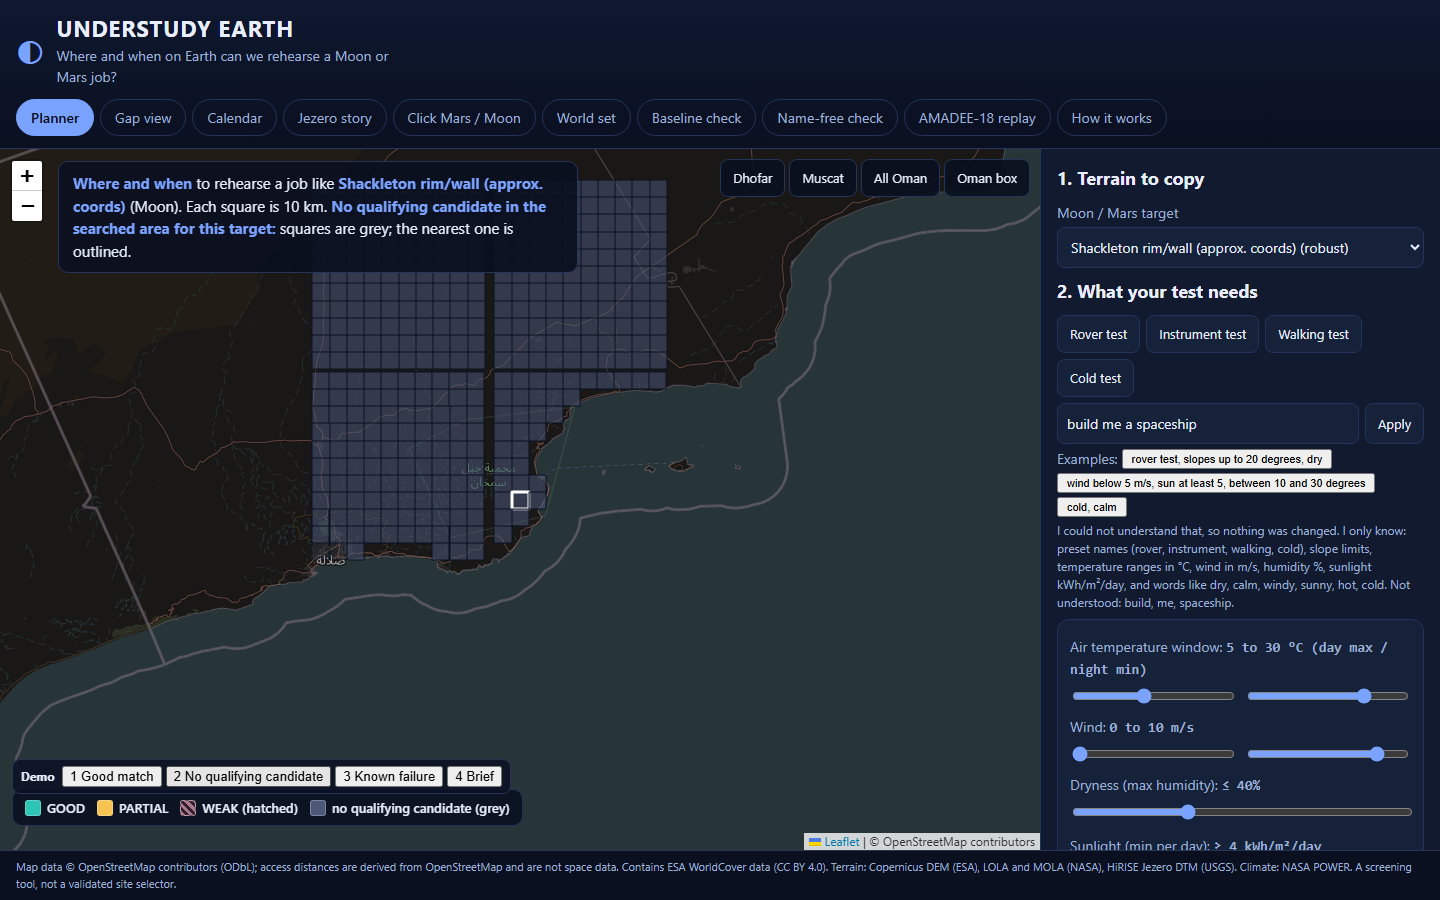 UNDERSTUDY EARTH
Where and when on Earth can we rehearse a Moon or
Mars job?
Planner
Gap view
Calendar
Jezero story
Click Mars / Moon
World set
Baseline check
Name-free check
AMADEE-18 replay
How it works
+
−
Where and when to rehearse a job like Shackleton rim/wall (approx.
coords) (Moon). Each square is 10 km. No qualifying candidate in the
searched area for this target: squares are grey; the nearest one is
outlined.
Dhofar
Muscat
All Oman
Oman box
محمية جبل
سمحان
صلالة
Demo
1 Good match
2 No qualifying candidate
3 Known failure
4 Brief
GOOD
PARTIAL
WEAK (hatched)
no qualifying candidate (grey)
Leaflet | © OpenStreetMap contributors
1. Terrain to copy
Moon / Mars target
Shackleton rim/wall (approx. coords) (robust)
2. What your test needs
Rover test
Instrument test
Walking test
Cold test
build me a spaceship
Apply
Examples:
rover test, slopes up to 20 degrees, dry
wind below 5 m/s, sun at least 5, between 10 and 30 degrees
cold, calm
I could not understand that, so nothing was changed. I only know:
preset names (rover, instrument, walking, cold), slope limits,
temperature ranges in °C, wind in m/s, humidity %, sunlight
kWh/m²/day, and words like dry, calm, windy, sunny, hot, cold. Not
understood: build, me, spaceship.
Air temperature window: 5 to 30 °C (day max /
night min)
Wind: 0 to 10 m/s
Dryness (max humidity): ≤ 40%
Sunlight (min per day): ≥ 4 kWh/m²/day
Map data © OpenStreetMap contributors (ODbL); access distances are derived from OpenStreetMap and are not space data. Contains ESA WorldCover data (CC BY 4.0). Terrain: Copernicus DEM (ESA), LOLA and MOLA (NASA), HiRISE Jezero DTM (USGS). Climate: NASA POWER. A screening
tool, not a validated site selector.